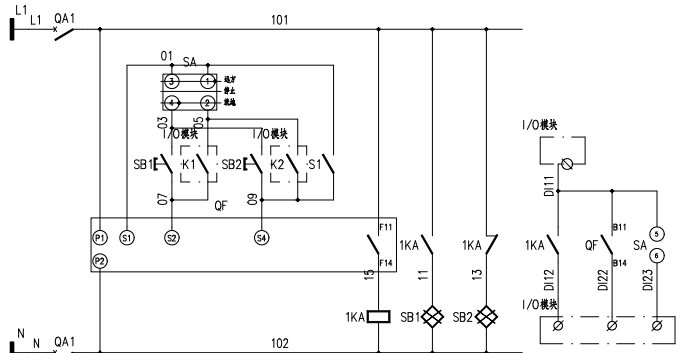 L1
L1 QA1 101
01 SA
3 1 远方
停止
4 2 就地
03 05
I/O模块 I/O模块
SB1 K1 SB2 K2 S1
07 09
QF
P1 S1 S2 S4 F11
P2 F14
1KA 1KA
15 11 13
1KA SB1 SB2
N
N QA1 102
I/O模块
DI11
1KA QF B11 B14 SA 5 6
DI12 DI22 DI23
I/O模块